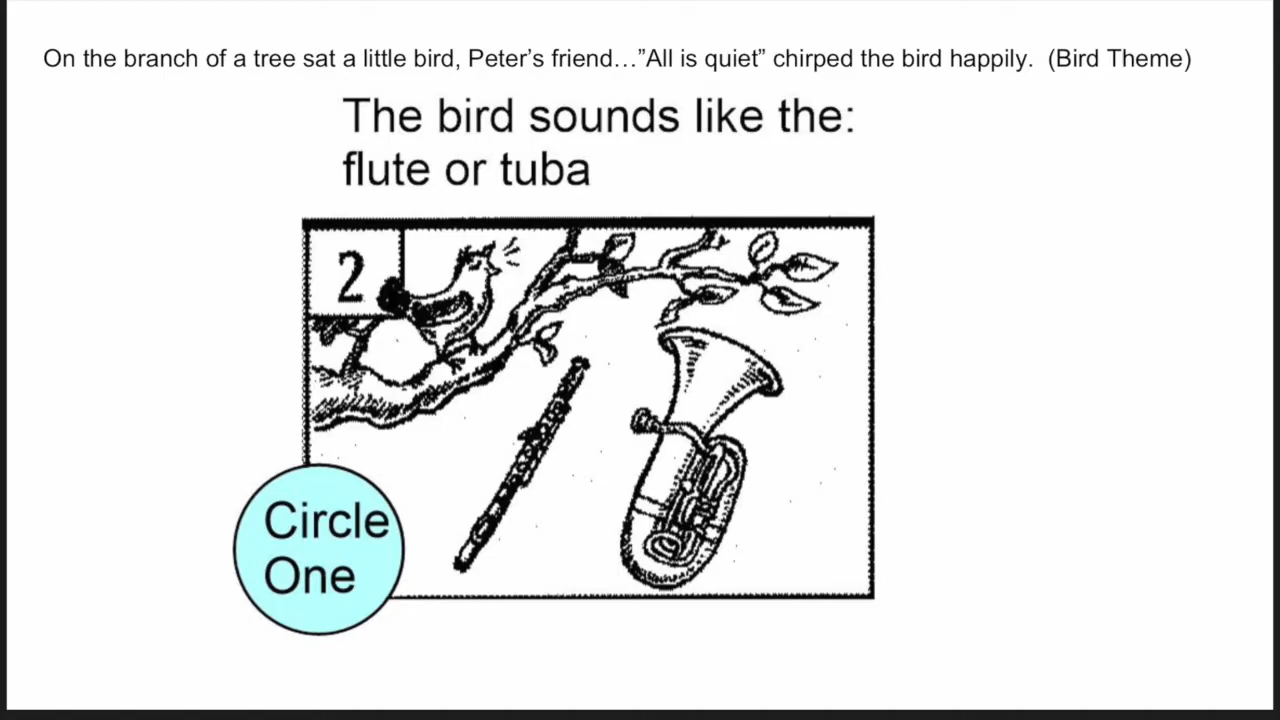 On the branch of a tree sat a little bird, Peter’s friend…”All is quiet” chirped the bird happily.  (Bird Theme)
The bird sounds like the:
flute or tuba
2
Circle
One